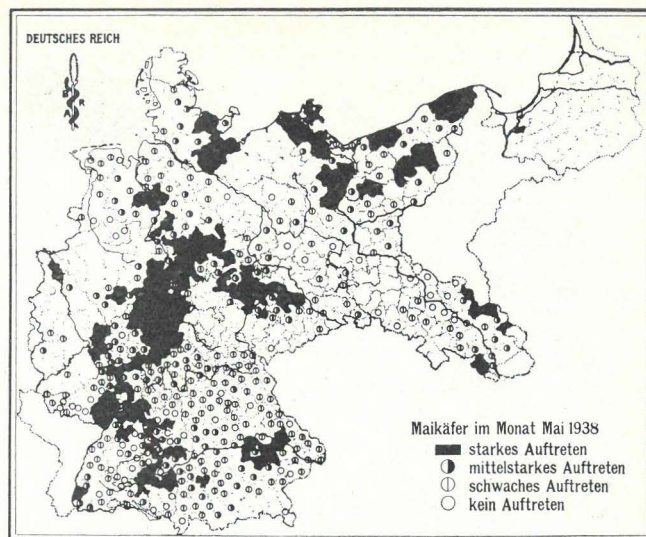 DEUTSCHES REICH
B
R
A
Maikäfer im Monat Mai 1938
starkes Auftreten
mittelstarkes Auftreten
schwaches Auftreten
kein Auftreten